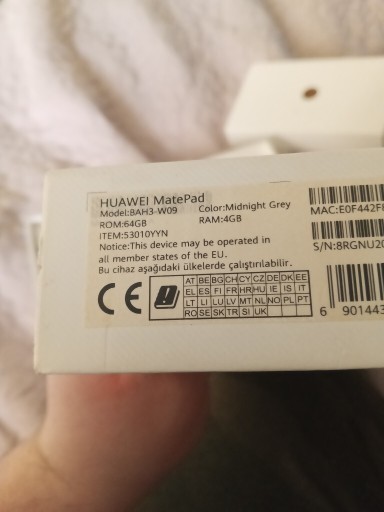 HUAWEI MatePad
Model:BAH3-W09 Color:Midnight Grey
ROM:64GB RAM:4GB
ITEM:53010YYN
Notice:This device may be operated in
all member states of the EU.
Bu cihaz aşağıdaki ülkelerde çalıştırılabilir.
CE
AT BE BG CH CY CZ DE DK EE
EL ES FI FR HR HU IE IS IT
LT LI LU LV MT NL NO PL PT
RO SE SK TR SI UK
MAC:E0F442F
S/N:8RGNU20
6 901443